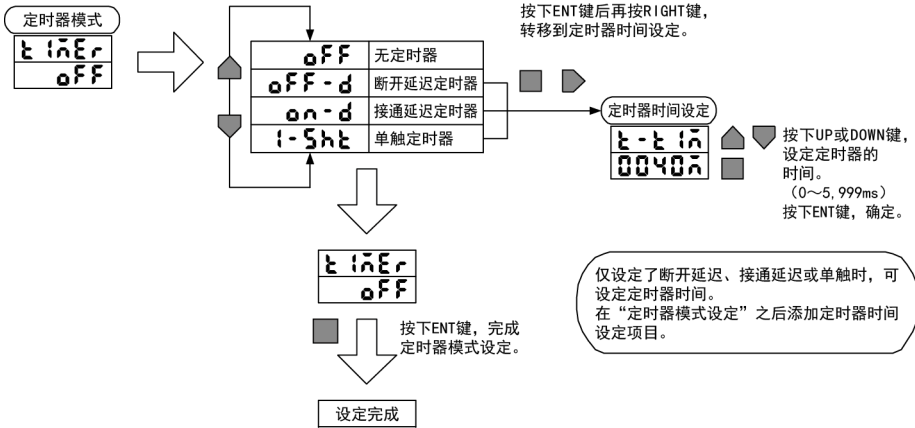 定时器模式
tiMEr
oFF
oFF
无定时器
oFF-d
断开延迟定时器
on-d
接通延迟定时器
1-Sht
单触定时器
按下ENT键后再按RIGHT键，
转移到定时器时间设定。
定时器时间设定
t-tiM
0040M
按下UP或DOWN键，
设定定时器的
时间。
（0～5,999ms）
按下ENT键，确定。
tiMEr
oFF
按下ENT键，完成
定时器模式设定。
设定完成
仅设定了断开延迟、接通延迟或单触时，可
设定定时器时间。
在“定时器模式设定”之后添加定时器时间
设定项目。